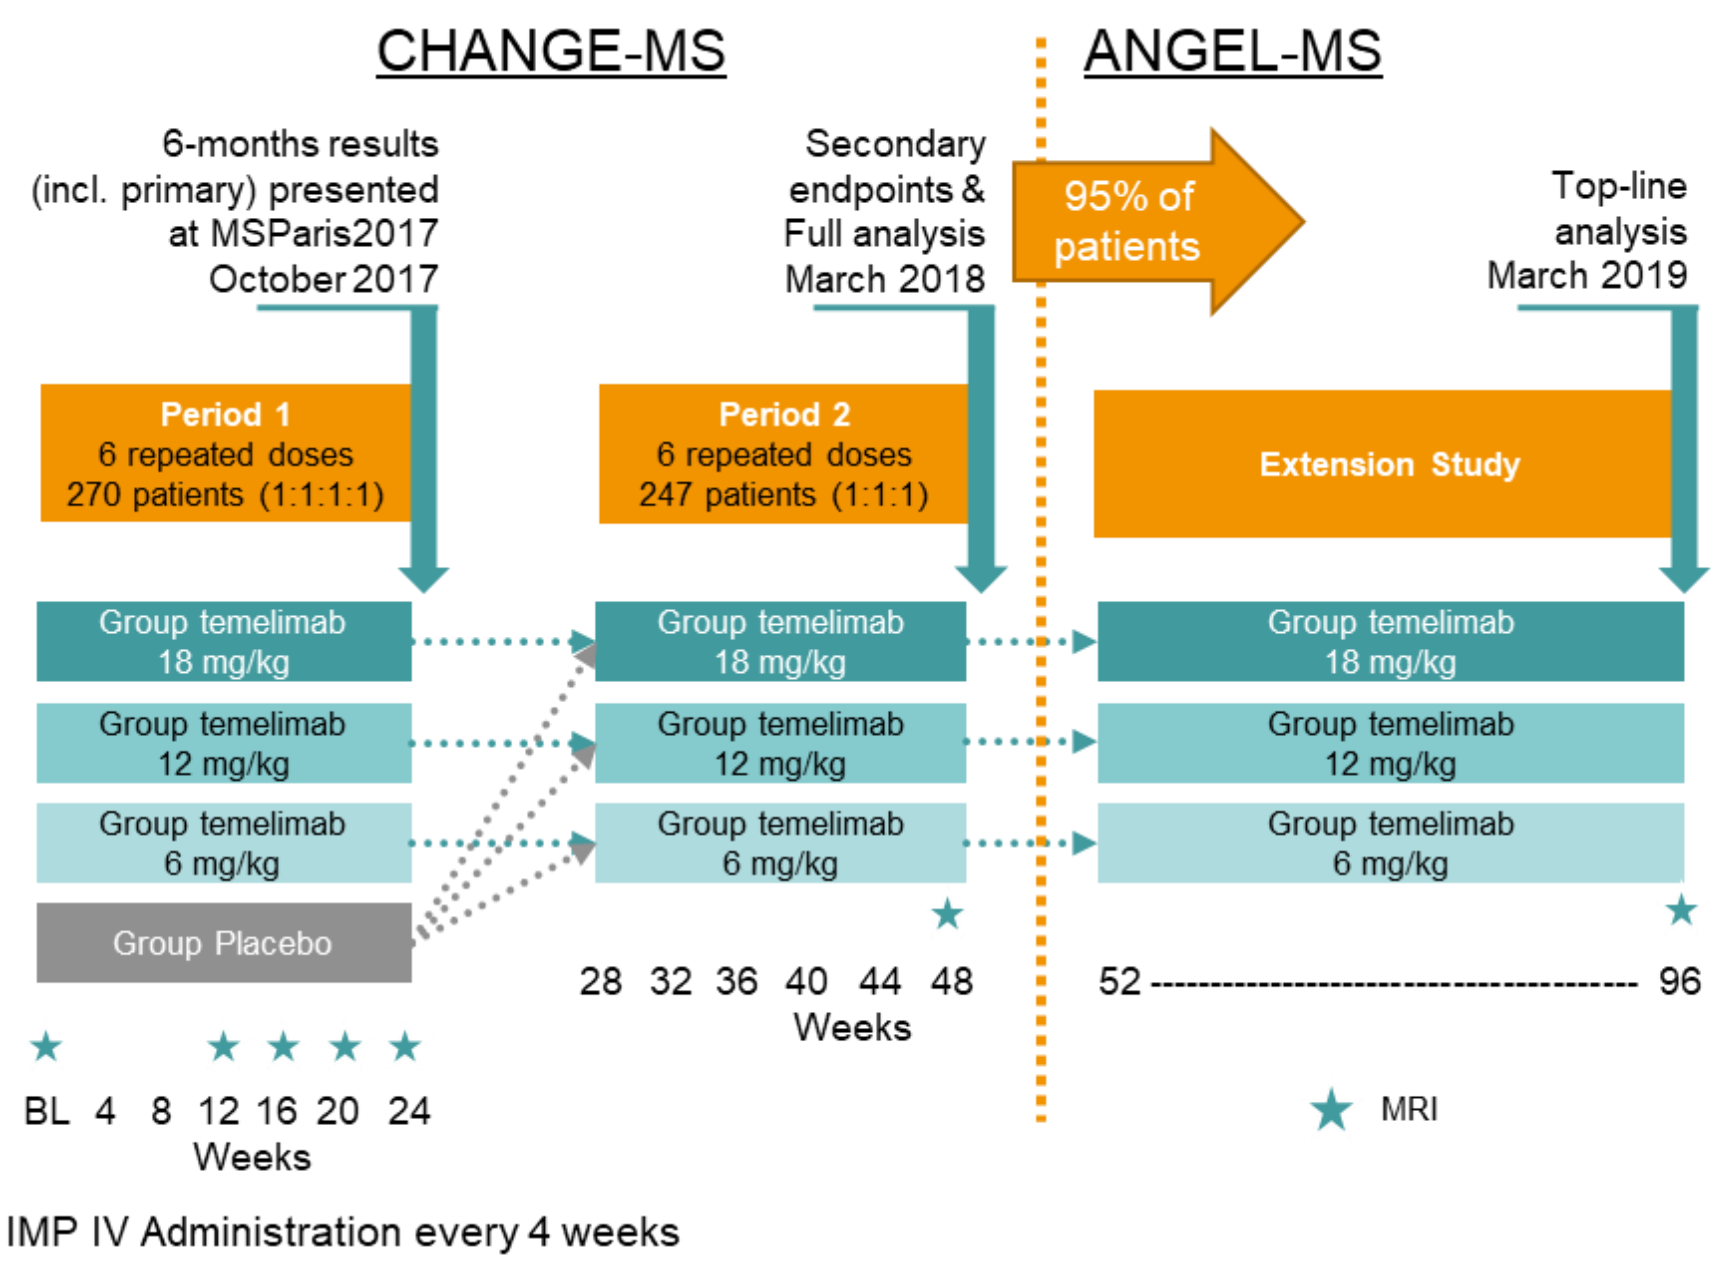 CHANGE-MS
ANGEL-MS
6-months results
(incl. primary) presented
at MSParis2017
October 2017
Secondary
endpoints &
Full analysis
March 2018
95% of
patients
Top-line
analysis
March 2019
Period 1
6 repeated doses
270 patients (1:1:1:1)
Period 2
6 repeated doses
247 patients (1:1:1)
Extension Study
Group temelimab
18 mg/kg
Group temelimab
18 mg/kg
Group temelimab
18 mg/kg
Group temelimab
12 mg/kg
Group temelimab
12 mg/kg
Group temelimab
12 mg/kg
Group temelimab
6 mg/kg
Group temelimab
6 mg/kg
Group temelimab
6 mg/kg
Group Placebo
28 32 36 40 44 48
Weeks
52 ---------------------------------------- 96
BL 4 8 12 16 20 24
Weeks
MRI
IMP IV Administration every 4 weeks